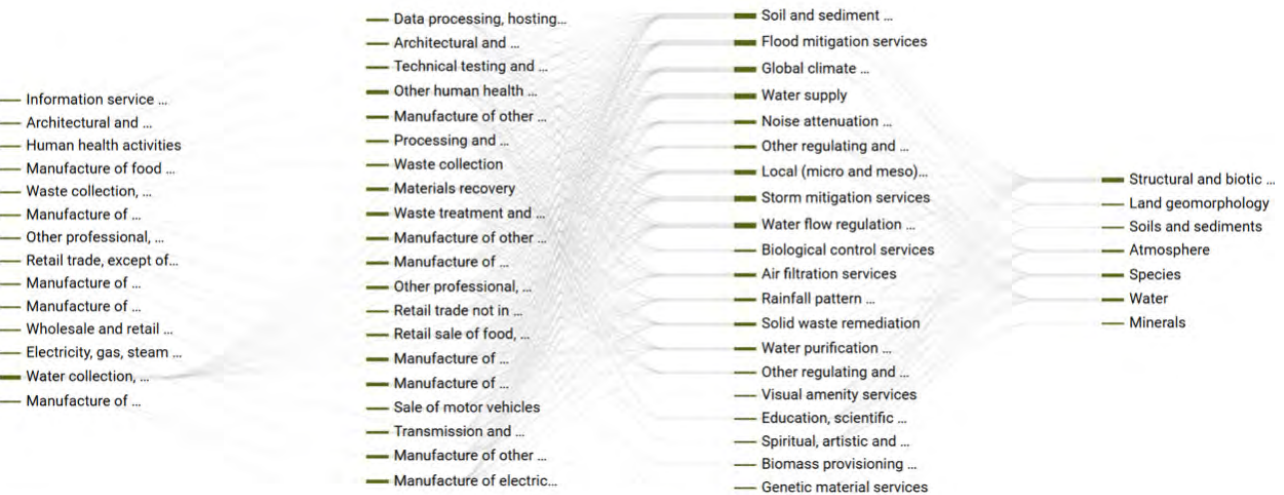 Information service ...
Architectural and ...
Human health activities
Manufacture of food ...
Waste collection, ...
Manufacture of ...
Other professional, ...
Retail trade, except of...
Manufacture of ...
Manufacture of ...
Wholesale and retail ...
Electricity, gas, steam ...
Water collection, ...
Manufacture of ...
Data processing, hosting...
Architectural and ...
Technical testing and ...
Other human health ...
Manufacture of other ...
Processing and ...
Waste collection
Materials recovery
Waste treatment and ...
Manufacture of other ...
Manufacture of ...
Other professional, ...
Retail trade not in ...
Retail sale of food, ...
Manufacture of ...
Manufacture of ...
Sale of motor vehicles
Transmission and ...
Manufacture of other ...
Manufacture of electric...
Soil and sediment ...
Flood mitigation services
Global climate ...
Water supply
Noise attenuation ...
Other regulating and ...
Local (micro and meso)...
Storm mitigation services
Water flow regulation ...
Biological control services
Air filtration services
Rainfall pattern ...
Solid waste remediation
Water purification ...
Other regulating and ...
Visual amenity services
Education, scientific ...
Spiritual, artistic and ...
Biomass provisioning ...
Genetic material services
Structural and biotic ...
Land geomorphology
Soils and sediments
Atmosphere
Species
Water
Minerals